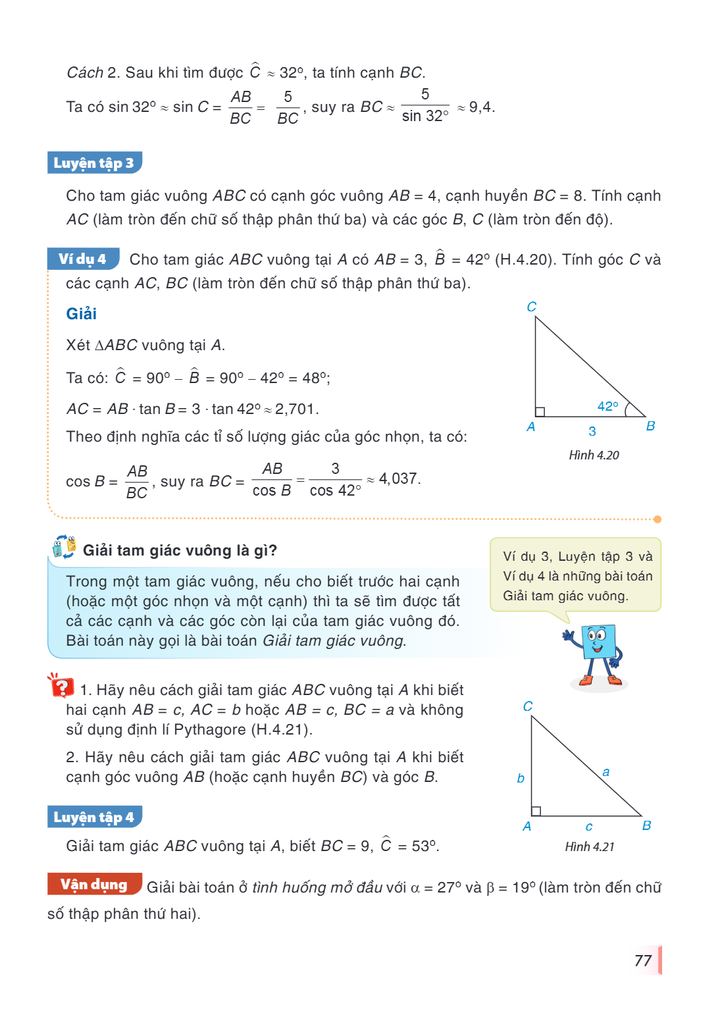 Cách 2. Sau khi tìm được Ĉ ≈ 32º, ta tính cạnh BC.
Ta có sin 32º ≈ sin C = AB/BC = 5/BC, suy ra BC ≈ 5/sin 32° ≈ 9,4.
Luyện tập 3
Cho tam giác vuông ABC có cạnh góc vuông AB = 4, cạnh huyền BC = 8. Tính cạnh
AC (làm tròn đến chữ số thập phân thứ ba) và các góc B, C (làm tròn đến độ).
Ví dụ 4 Cho tam giác ABC vuông tại A có AB = 3, B̂ = 42º (H.4.20). Tính góc C và
các cạnh AC, BC (làm tròn đến chữ số thập phân thứ ba).
Giải
Xét ∆ABC vuông tại A.
Ta có: Ĉ = 90º – B̂ = 90º – 42º = 48º;
AC = AB · tan B = 3 · tan 42º ≈ 2,701.
Theo định nghĩa các tỉ số lượng giác của góc nhọn, ta có:
cos B = AB/BC, suy ra BC = AB/cos B = 3/cos 42° ≈ 4,037.
C
42º
A
3
B
Hình 4.20
Giải tam giác vuông là gì?
Trong một tam giác vuông, nếu cho biết trước hai cạnh
(hoặc một góc nhọn và một cạnh) thì ta sẽ tìm được tất
cả các cạnh và các góc còn lại của tam giác vuông đó.
Bài toán này gọi là bài toán Giải tam giác vuông.
Ví dụ 3, Luyện tập 3 và
Ví dụ 4 là những bài toán
Giải tam giác vuông.
? 1. Hãy nêu cách giải tam giác ABC vuông tại A khi biết
hai cạnh AB = c, AC = b hoặc AB = c, BC = a và không
sử dụng định lí Pythagore (H.4.21).
2. Hãy nêu cách giải tam giác ABC vuông tại A khi biết
cạnh góc vuông AB (hoặc cạnh huyền BC) và góc B.
C
b
a
A
c
B
Hình 4.21
Luyện tập 4
Giải tam giác ABC vuông tại A, biết BC = 9, Ĉ = 53º.
Vận dụng Giải bài toán ở tình huống mở đầu với α = 27º và β = 19º (làm tròn đến chữ
số thập phân thứ hai).
77